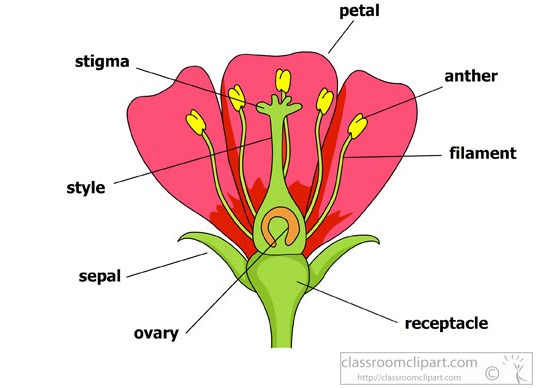 petal
stigma
anther
filament
style
sepal
ovary
receptacle
classroomclipart.com
http://classroomclipart.com
©